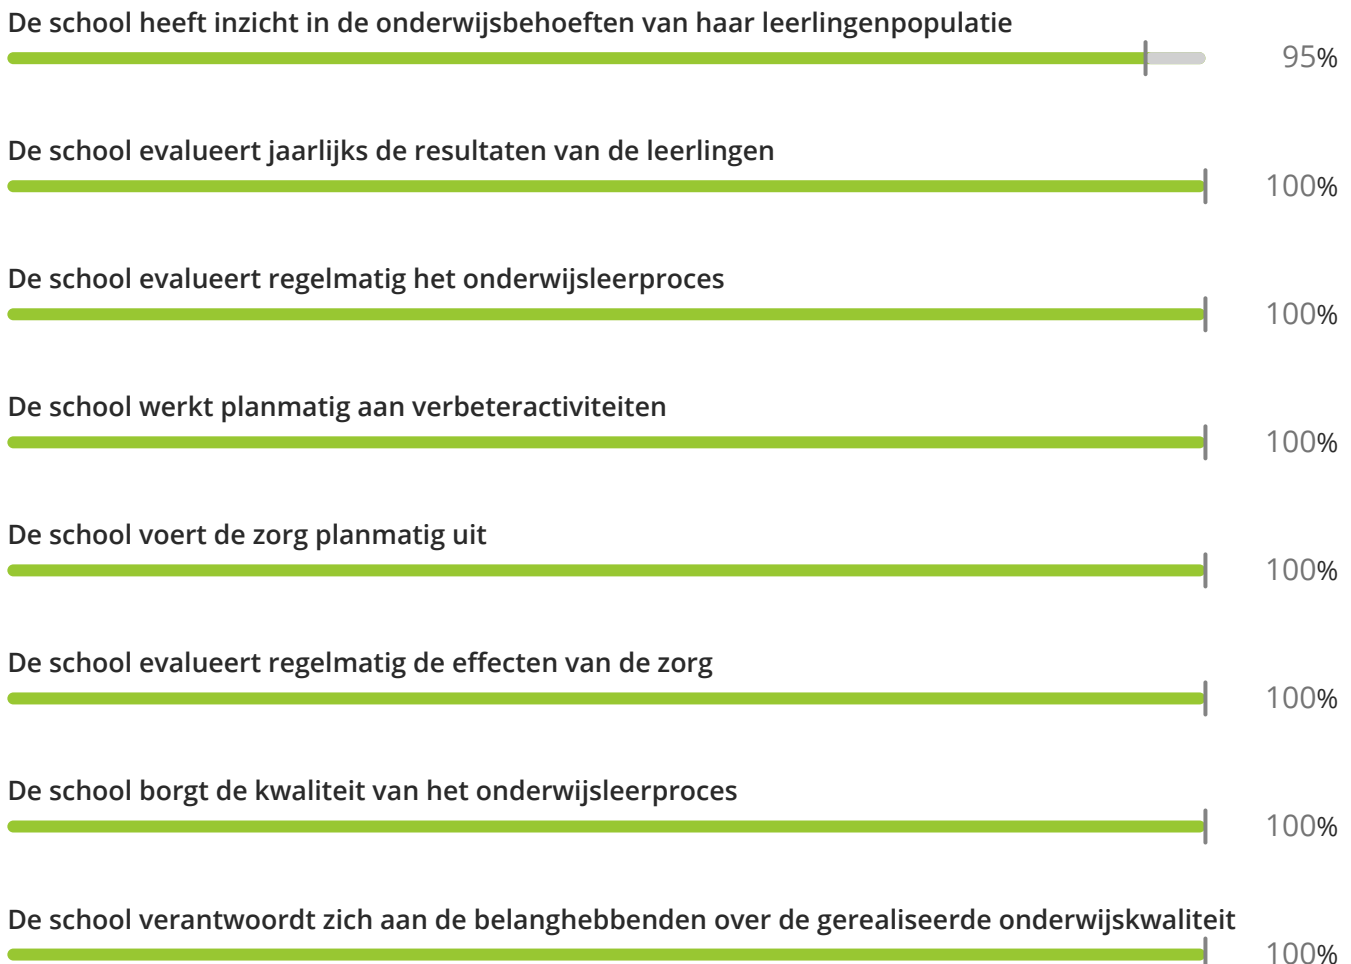 De school heeft inzicht in de onderwijsbehoeften van haar leerlingenpopulatie
95%
De school evalueert jaarlijks de resultaten van de leerlingen
100%
De school evalueert regelmatig het onderwijsleerproces
100%
De school werkt planmatig aan verbeteractiviteiten
100%
De school voert de zorg planmatig uit
100%
De school evalueert regelmatig de effecten van de zorg
100%
De school borgt de kwaliteit van het onderwijsleerproces
100%
De school verantwoordt zich aan de belanghebbenden over de gerealiseerde onderwijskwaliteit
100%